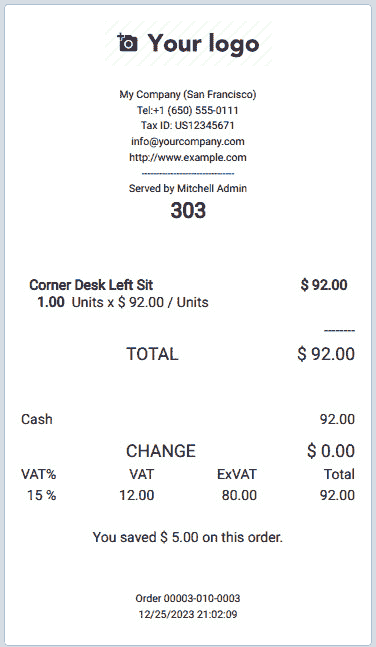 Your logo
My Company (San Francisco)
Tel:+1 (650) 555-0111
Tax ID: US12345671
info@yourcompany.com
http://www.example.com
--------------------------------
Served by Mitchell Admin
303
Corner Desk Left Sit $ 92.00
1.00 Units x $ 92.00 / Units
--------
TOTAL $ 92.00
Cash 92.00
CHANGE $ 0.00
VAT% VAT ExVAT Total
15 % 12.00 80.00 92.00
You saved $ 5.00 on this order.
Order 00003-010-0003
12/25/2023 21:02:09